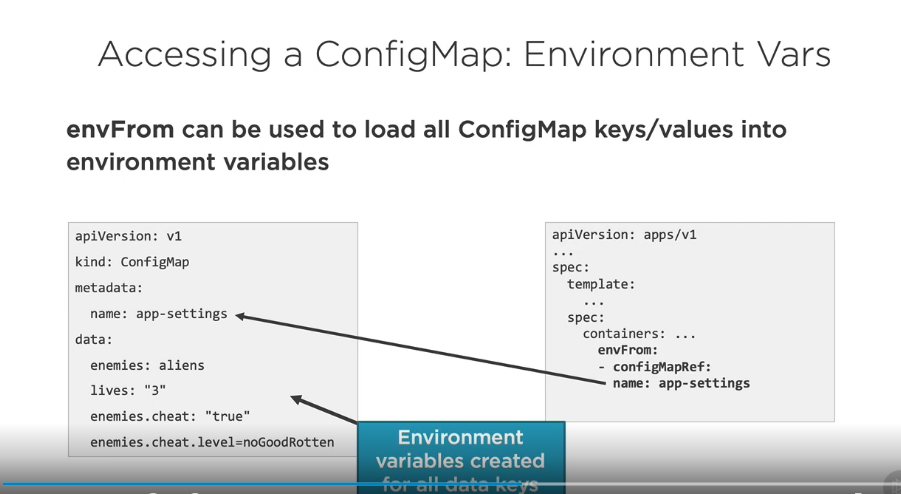 Accessing a ConfigMap: Environment Vars
envFrom can be used to load all ConfigMap keys/values into
environment variables
apiVersion: v1
kind: ConfigMap
metadata:
  name: app-settings
data:
  enemies: aliens
  lives: "3"
  enemies.cheat: "true"
  enemies.cheat.level=noGoodRotten
apiVersion: apps/v1
...
spec:
  template:
    ...
  spec:
    containers: ...
      envFrom:
      - configMapRef:
        name: app-settings
Environment
variables created
for all data keys